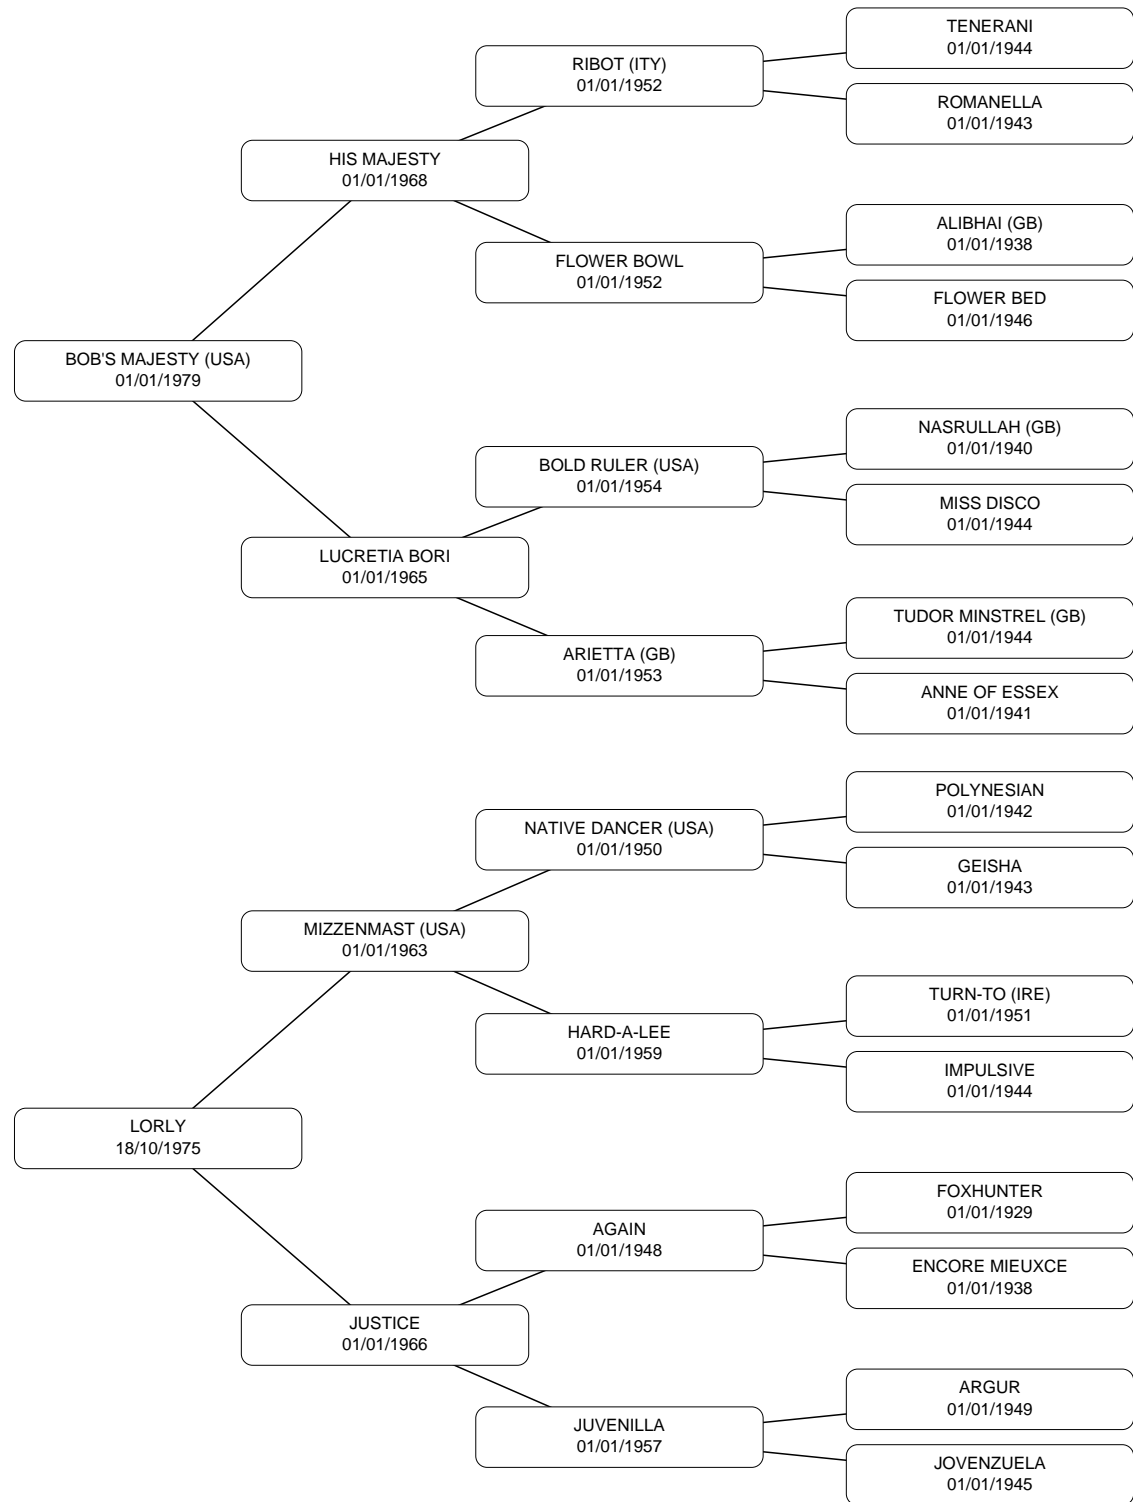 TENERANI
01/01/1944
RIBOT (ITY)
01/01/1952
ROMANELLA
01/01/1943
HIS MAJESTY
01/01/1968
ALIBHAI (GB)
01/01/1938
FLOWER BOWL
01/01/1952
FLOWER BED
01/01/1946
BOB'S MAJESTY (USA)
01/01/1979
NASRULLAH (GB)
01/01/1940
BOLD RULER (USA)
01/01/1954
MISS DISCO
01/01/1944
LUCRETIA BORI
01/01/1965
TUDOR MINSTREL (GB)
01/01/1944
ARIETTA (GB)
01/01/1953
ANNE OF ESSEX
01/01/1941
POLYNESIAN
01/01/1942
NATIVE DANCER (USA)
01/01/1950
GEISHA
01/01/1943
MIZZENMAST (USA)
01/01/1963
TURN-TO (IRE)
01/01/1951
HARD-A-LEE
01/01/1959
IMPULSIVE
01/01/1944
LORLY
18/10/1975
FOXHUNTER
01/01/1929
AGAIN
01/01/1948
ENCORE MIEUXCE
01/01/1938
JUSTICE
01/01/1966
ARGUR
01/01/1949
JUVENILLA
01/01/1957
JOVENZUELA
01/01/1945